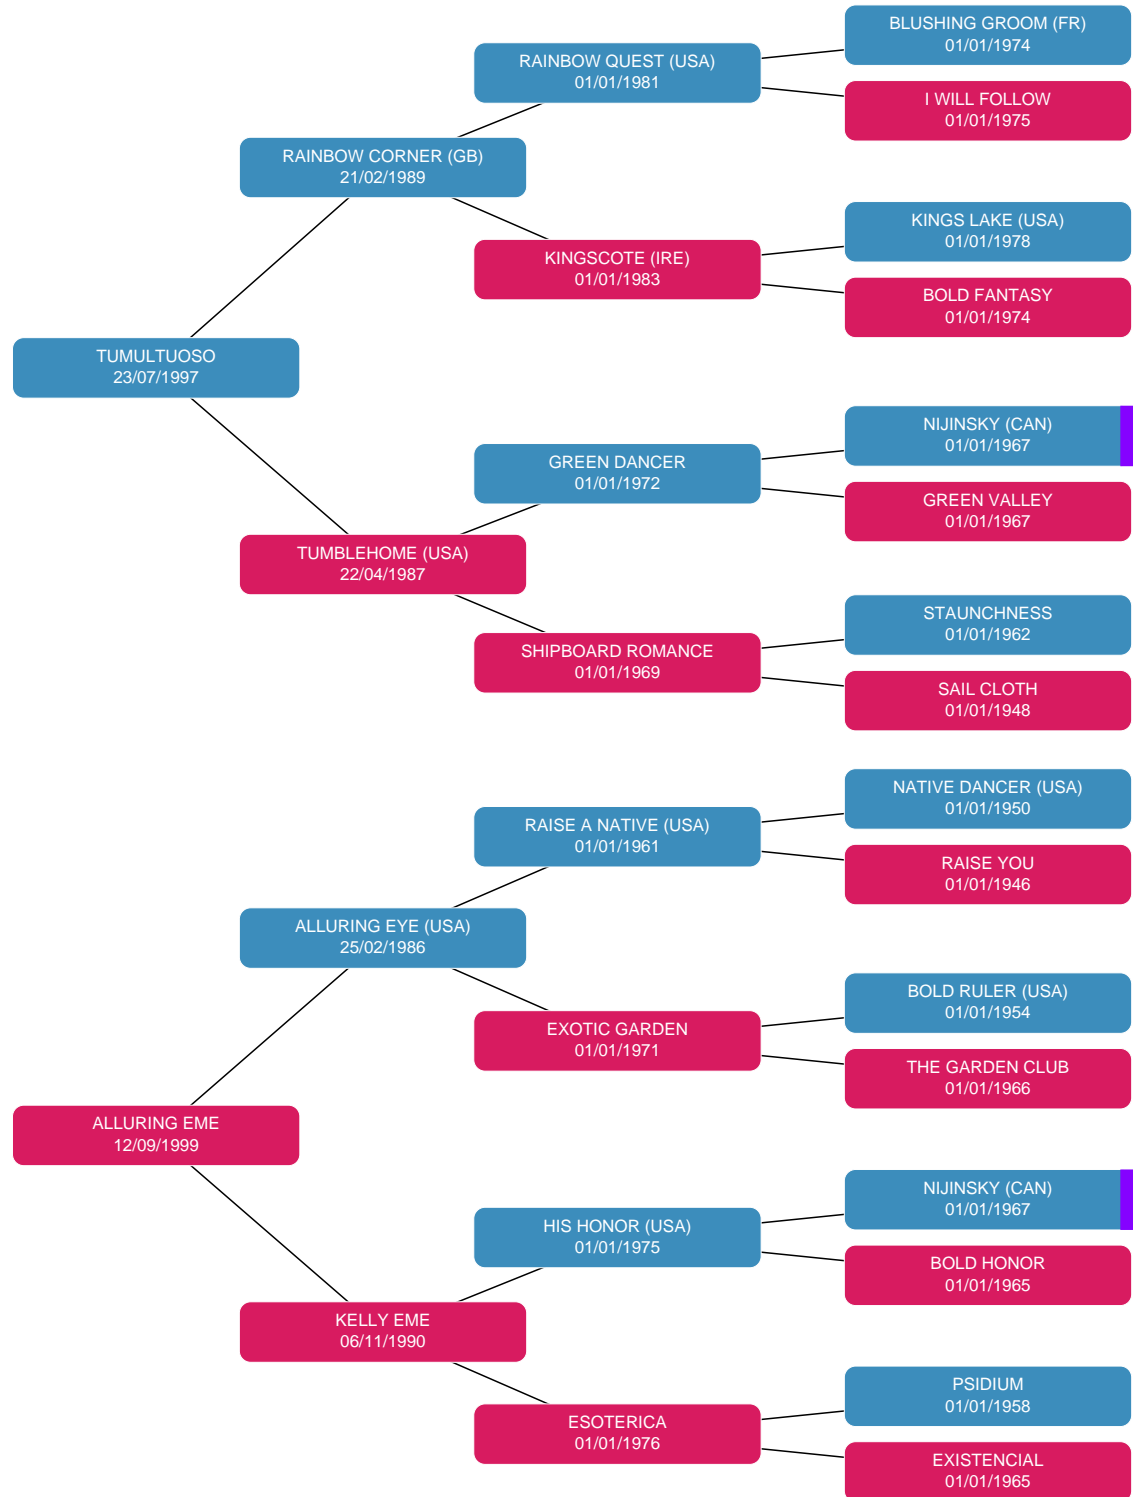 BLUSHING GROOM (FR)
01/01/1974
RAINBOW QUEST (USA)
01/01/1981
I WILL FOLLOW
01/01/1975
RAINBOW CORNER (GB)
21/02/1989
KINGS LAKE (USA)
01/01/1978
KINGSCOTE (IRE)
01/01/1983
BOLD FANTASY
01/01/1974
TUMULTUOSO
23/07/1997
NIJINSKY (CAN)
01/01/1967
GREEN DANCER
01/01/1972
GREEN VALLEY
01/01/1967
TUMBLEHOME (USA)
22/04/1987
STAUNCHNESS
01/01/1962
SHIPBOARD ROMANCE
01/01/1969
SAIL CLOTH
01/01/1948
NATIVE DANCER (USA)
01/01/1950
RAISE A NATIVE (USA)
01/01/1961
RAISE YOU
01/01/1946
ALLURING EYE (USA)
25/02/1986
BOLD RULER (USA)
01/01/1954
EXOTIC GARDEN
01/01/1971
THE GARDEN CLUB
01/01/1966
ALLURING EME
12/09/1999
NIJINSKY (CAN)
01/01/1967
HIS HONOR (USA)
01/01/1975
BOLD HONOR
01/01/1965
KELLY EME
06/11/1990
PSIDIUM
01/01/1958
ESOTERICA
01/01/1976
EXISTENCIAL
01/01/1965